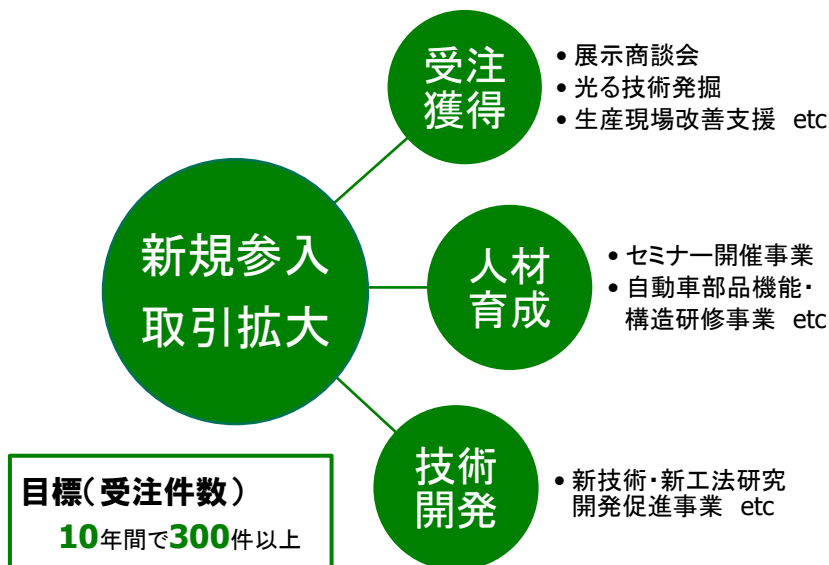 受注
獲得
• 展示商談会
• 光る技術発掘
• 生産現場改善支援 etc
新規参入
取引拡大
人材
育成
• セミナー開催事業
• 自動車部品機能・
構造研修事業 etc
技術
開発
• 新技術・新工法研究
開発促進事業 etc
目標（受注件数）
10年間で300件以上